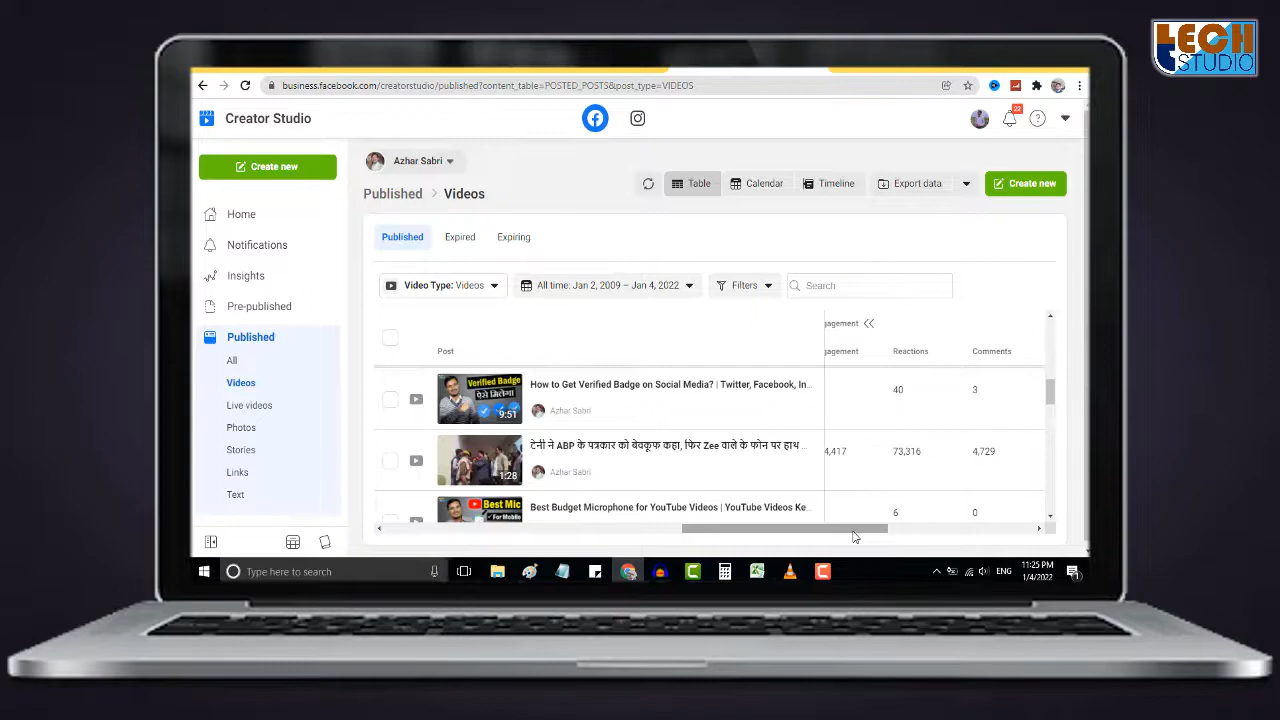 LECH
STUDIO
business.facebook.com/creatorstudio/published?content_table=POSTED_POSTS&post_type=VIDEOS
Creator Studio
22
Create new
Azhar Sabri
Published > Videos
Table
Calendar
Timeline
Export data
Create new
Home
Notifications
Insights
Pre-published
Published
All
Videos
Live videos
Photos
Stories
Links
Text
Published
Expired
Expiring
Video Type: Videos
All time: Jan 2, 2009 – Jan 4, 2022
Filters
Search
gagement
Post
agement
Reactions
Comments
Verified Badge
ऐसे मिलेगा
9:51
How to Get Verified Badge on Social Media? | Twitter, Facebook, In...
Azhar Sabri
40
3
1:28
टेनी ने ABP के पत्रकार को बेवकूफ कहा, फिर Zee वाले के फोन पर हाथ ...
Azhar Sabri
4,417
73,316
4,729
Best Mic
For Mobile
Best Budget Microphone for YouTube Videos | YouTube Videos Ke...
6
0
Type here to search
ENG
11:25 PM
1/4/2022